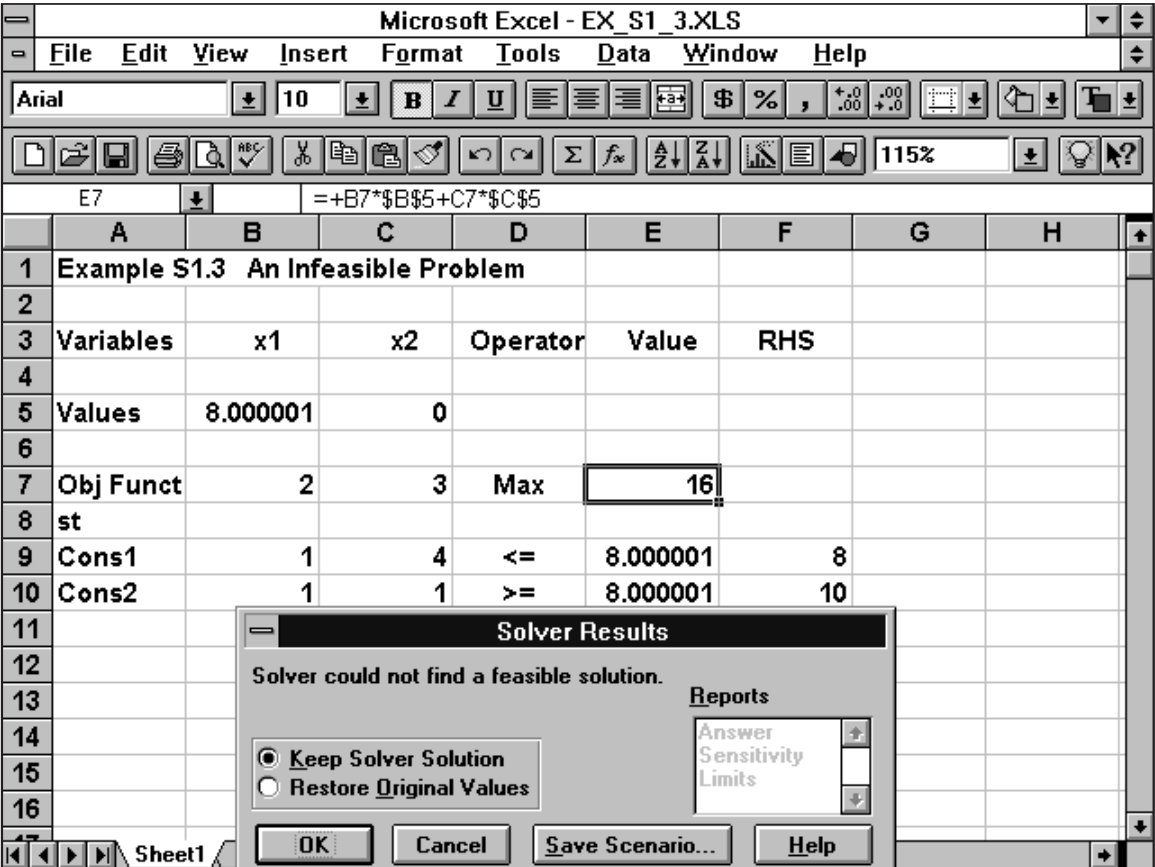 Microsoft Excel - EX_S1_3.XLS
File Edit View Insert Format Tools Data Window Help
Arial 10 B I U $ % , .0 .00 .00 .0
ABC Σ f* A Z Z A 115% ?
E7 =+B7*$B$5+C7*$C$5
A B C D E F G H
1 Example S1.3 An Infeasible Problem
2
3 Variables x1 x2 Operator Value RHS
4
5 Values 8.000001 0
6
7 Obj Funct 2 3 Max 16
8 st
9 Cons1 1 4 <= 8.000001 8
10 Cons2 1 1 >= 8.000001 10
11 Solver Results
12 Solver could not find a feasible solution.
13 Reports
14 Answer
Keep Solver Solution Sensitivity
15 Limits
Restore Original Values
16
OK Cancel Save Scenario... Help
Sheet1